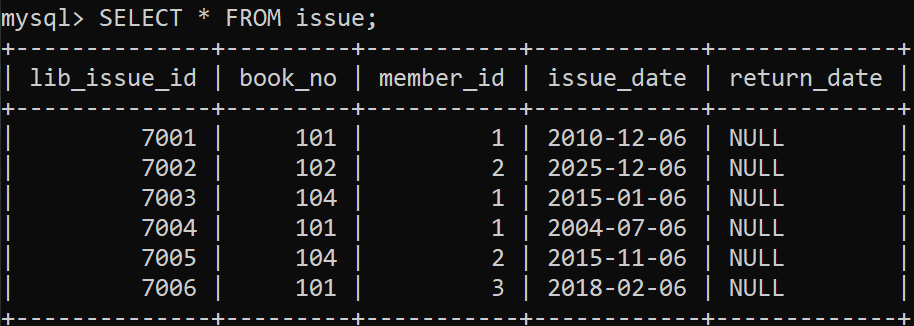 mysql> SELECT * FROM issue;
+--------------+---------+-----------+------------+-------------+
| lib_issue_id | book_no | member_id | issue_date | return_date |
+--------------+---------+-----------+------------+-------------+
|         7001 |     101 |         1 | 2010-12-06 | NULL        |
|         7002 |     102 |         2 | 2025-12-06 | NULL        |
|         7003 |     104 |         1 | 2015-01-06 | NULL        |
|         7004 |     101 |         1 | 2004-07-06 | NULL        |
|         7005 |     104 |         2 | 2015-11-06 | NULL        |
|         7006 |     101 |         3 | 2018-02-06 | NULL        |
+--------------+---------+-----------+------------+-------------+